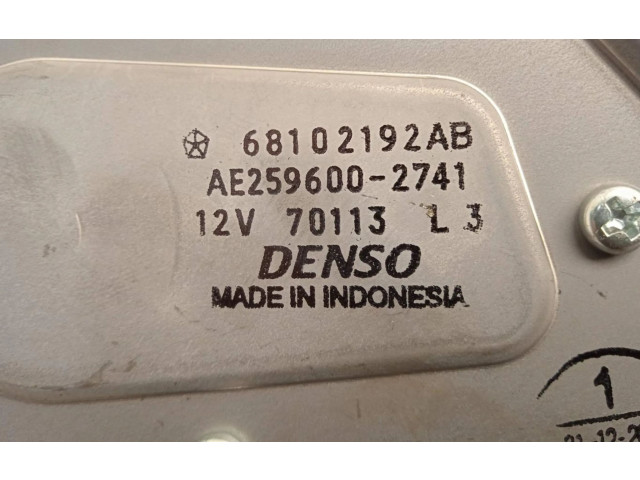 68102192AB
AE259600-2741
12V 70113 L 3
DENSO
MADE IN INDONESIA
1